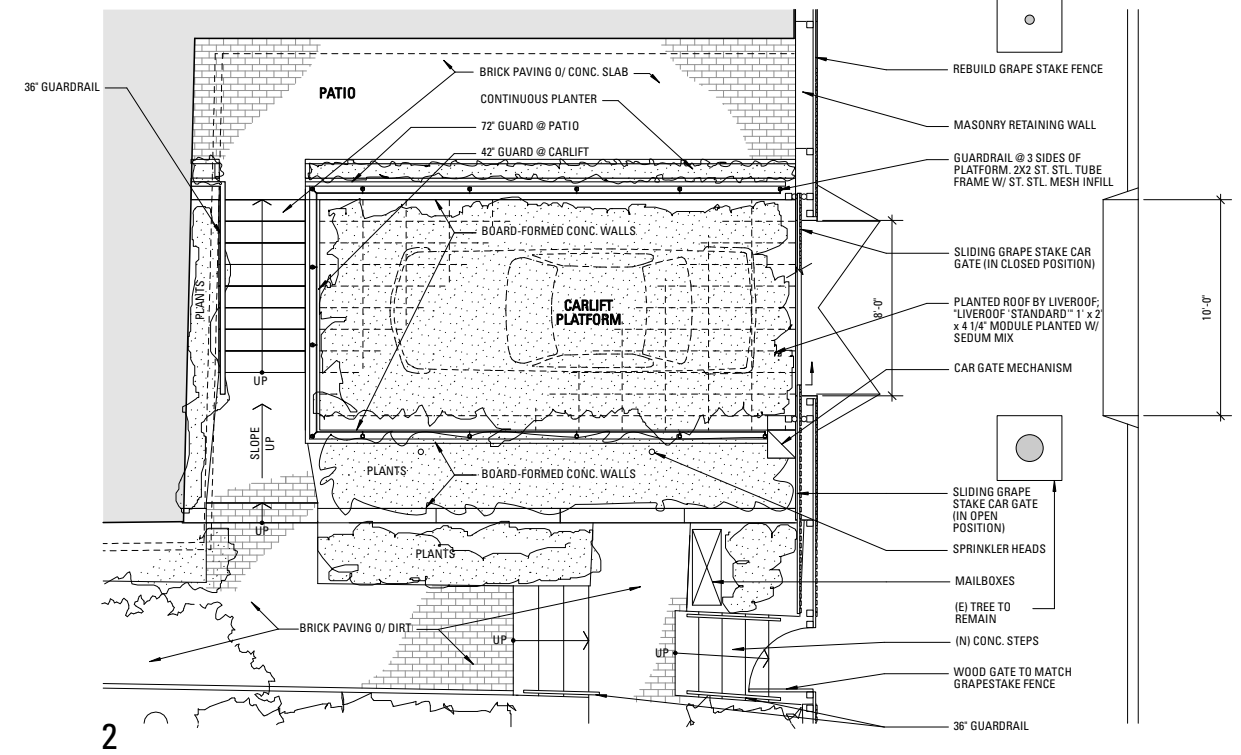 36" GUARDRAIL
PATIO
BRICK PAVING O/ CONC. SLAB
CONTINUOUS PLANTER
72" GUARD @ PATIO
42" GUARD @ CARLIFT
BOARD-FORMED CONC. WALLS
CARLIFT
PLATFORM
PLANTS
UP
SLOPE
UP
UP
PLANTS
BOARD-FORMED CONC. WALLS
PLANTS
BRICK PAVING O/ DIRT
UP
UP
REBUILD GRAPE STAKE FENCE
MASONRY RETAINING WALL
GUARDRAIL @ 3 SIDES OF
PLATFORM. 2X2 ST. STL. TUBE
FRAME W/ ST. STL. MESH INFILL
SLIDING GRAPE STAKE CAR
GATE (IN CLOSED POSITION)
PLANTED ROOF BY LIVEROOF;
"LIVEROOF 'STANDARD'" 1' x 2'
x 4 1/4" MODULE PLANTED W/
SEDUM MIX
CAR GATE MECHANISM
8'-0"
10'-0"
SLIDING GRAPE
STAKE CAR GATE
(IN OPEN
POSITION)
SPRINKLER HEADS
MAILBOXES
(E) TREE TO
REMAIN
(N) CONC. STEPS
WOOD GATE TO MATCH
GRAPESTAKE FENCE
36" GUARDRAIL
2